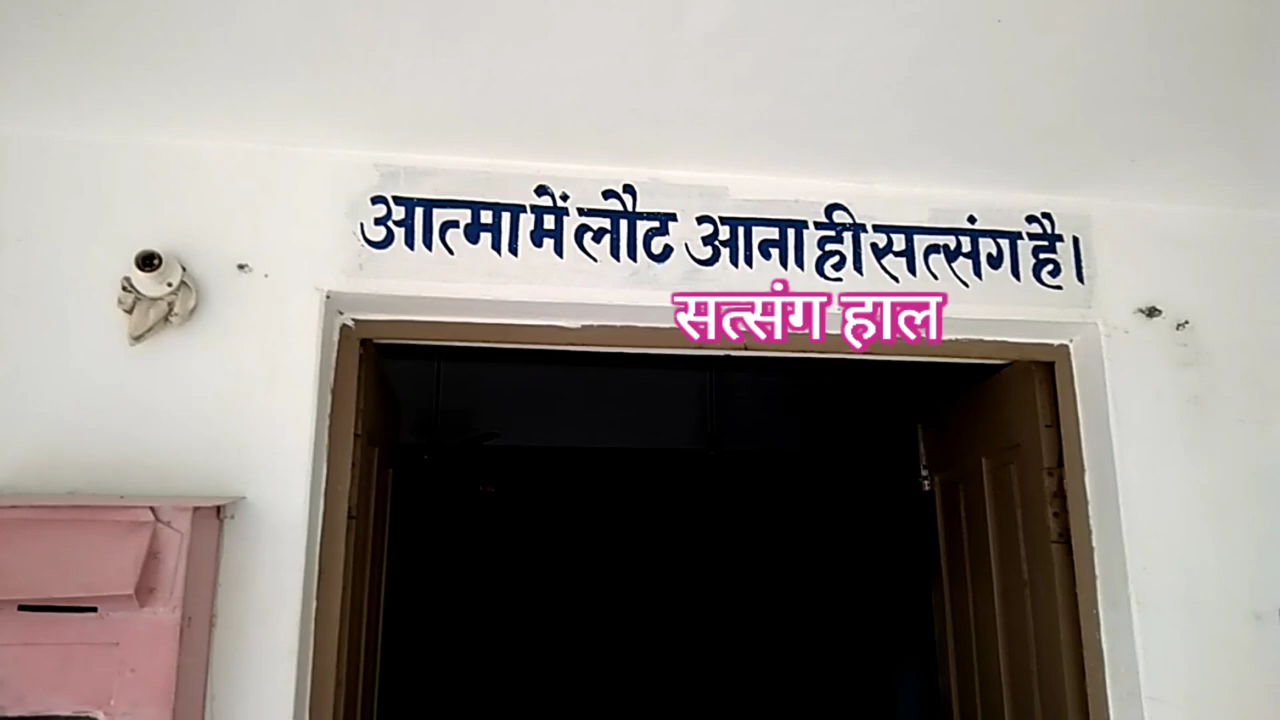 आत्मा में लौट आना ही सत्संग है।
सत्संग हाल